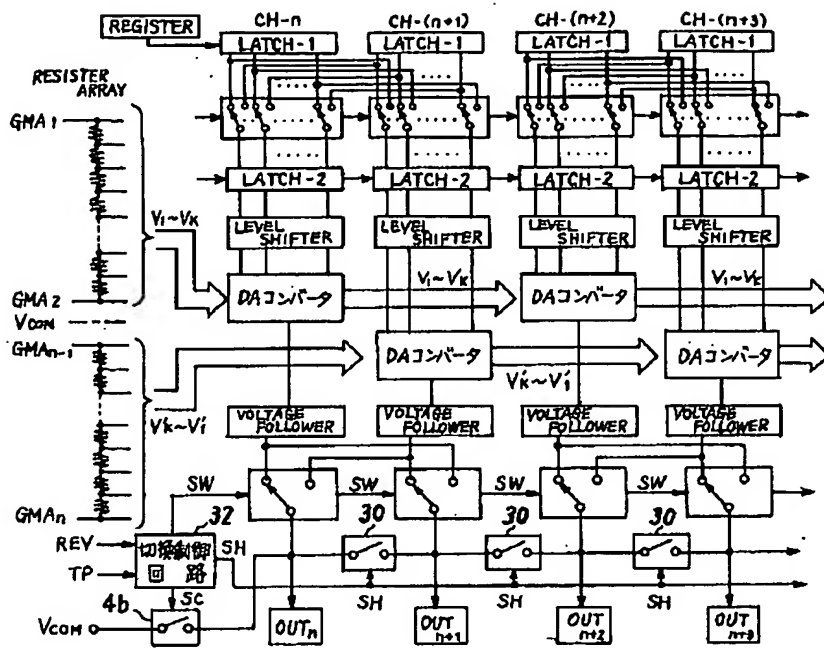 REGISTER
CH-n CH-(n+1) CH-(n+2) CH-(n+3)
LATCH-1 LATCH-1 LATCH-1 LATCH-1
RESISTER
ARRAY
GMA1
LATCH-2 LATCH-2 LATCH-2 LATCH-2
V1~VK
LEVEL SHIFTER LEVEL SHIFTER LEVEL SHIFTER LEVEL SHIFTER
DAコンバータ V1~VK DAコンバータ V1~VK
GMA2
VCOM
GMAn-1
DAコンバータ DAコンバータ
V'K~V'1 V'K~V'1
VOLTAGE FOLLOWER VOLTAGE FOLLOWER VOLTAGE FOLLOWER VOLTAGE FOLLOWER
SW SW SW SW
GMAn
32 30 30 30
REV 切換制御 SH
TP 回路
SC SH SH SH
4b
VCOM OUTn OUTn+1 OUTn+2 OUTn+3